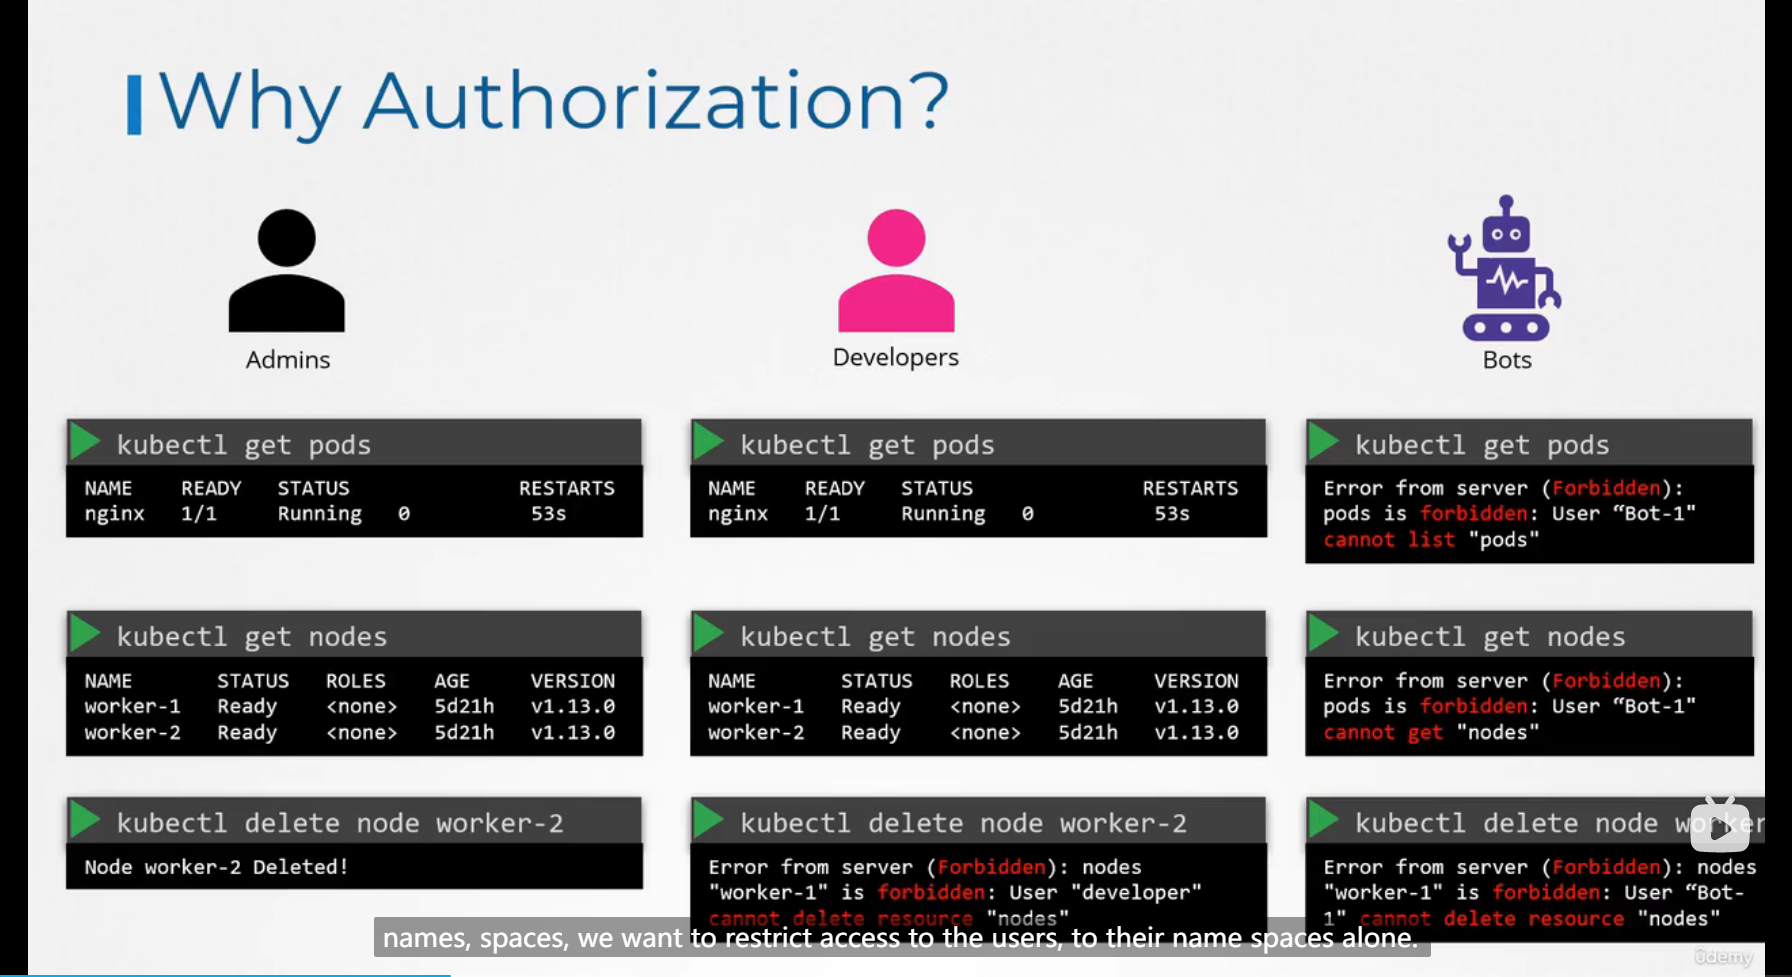 Why Authorization?
Admins
Developers
Bots
kubectl get pods
NAME READY STATUS RESTARTS
nginx 1/1 Running 0 53s
kubectl get pods
NAME READY STATUS RESTARTS
nginx 1/1 Running 0 53s
kubectl get pods
Error from server (Forbidden):
pods is forbidden: User “Bot-1"
cannot list "pods"
kubectl get nodes
NAME STATUS ROLES AGE VERSION
worker-1 Ready <none> 5d21h v1.13.0
worker-2 Ready <none> 5d21h v1.13.0
kubectl get nodes
NAME STATUS ROLES AGE VERSION
worker-1 Ready <none> 5d21h v1.13.0
worker-2 Ready <none> 5d21h v1.13.0
kubectl get nodes
Error from server (Forbidden):
pods is forbidden: User “Bot-1"
cannot get "nodes"
kubectl delete node worker-2
Node worker-2 Deleted!
kubectl delete node worker-2
Error from server (Forbidden): nodes
"worker-1" is forbidden: User "developer"
cannot delete resource "nodes"
kubectl delete node worker
Error from server (Forbidden): nodes
"worker-1" is forbidden: User “Bot-
1" cannot delete resource "nodes"
names, spaces, we want to restrict access to the users, to their name spaces alone.
ûdemy